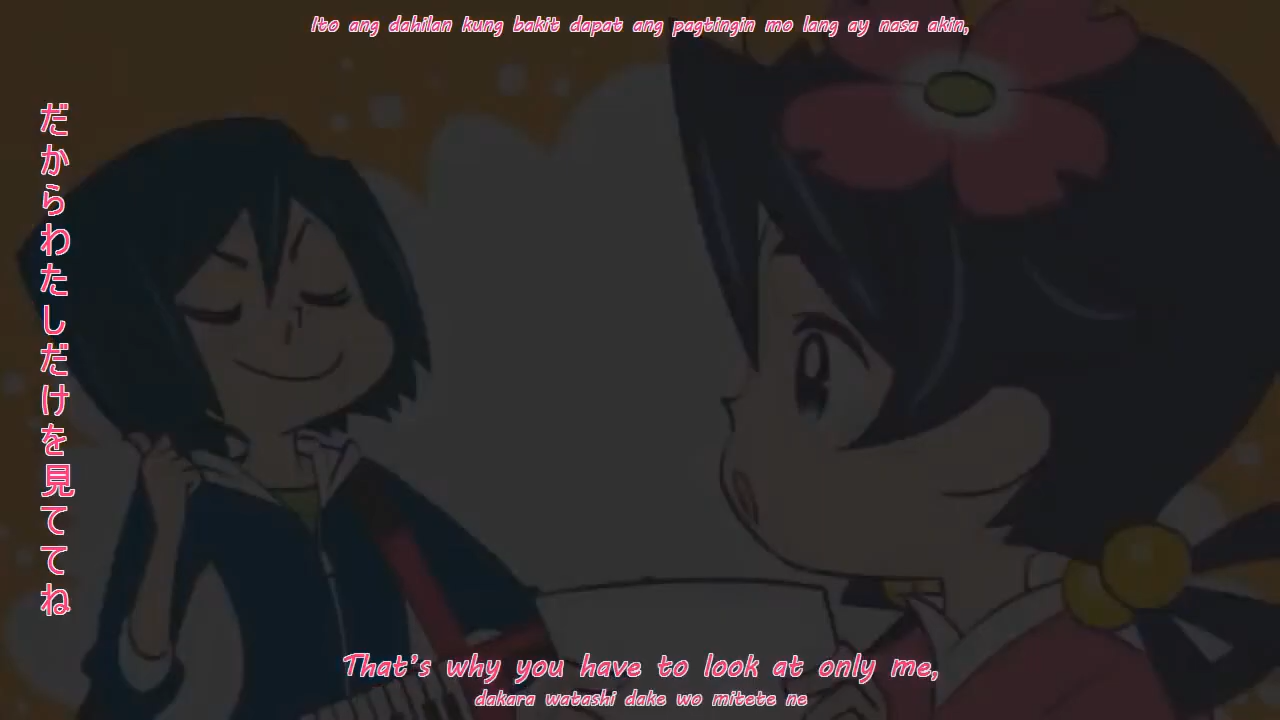 Ito ang dahilan kung bakit dapat ang pagtingin mo lang ay nasa akin,
だからわたしだけを見ててね
That's why you have to look at only me,
dakara watashi dake wo mitete ne